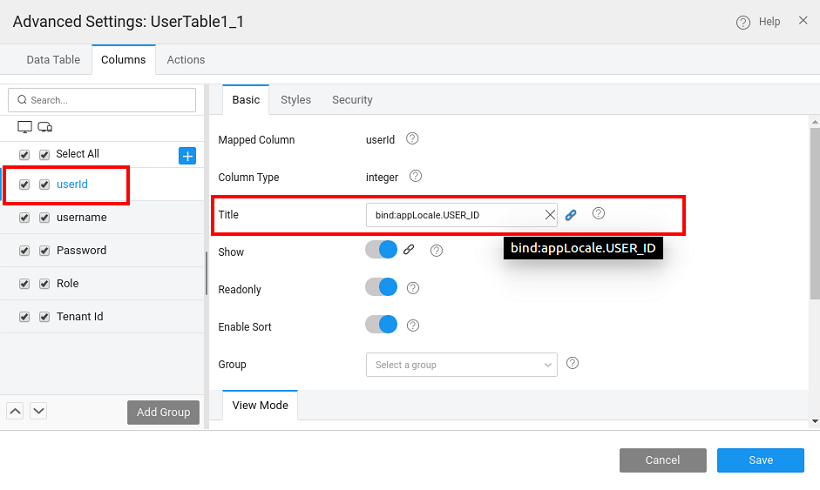 Advanced Settings: UserTable1_1
Help
Data Table
Columns
Actions
Search...
Select All
userId
username
Password
Role
Tenant Id
Add Group
Basic
Styles
Security
Mapped Column
userId
Column Type
integer
Title
bind:appLocale.USER_ID
bind:appLocale.USER_ID
Show
Readonly
Enable Sort
Group
Select a group
View Mode
Cancel
Save